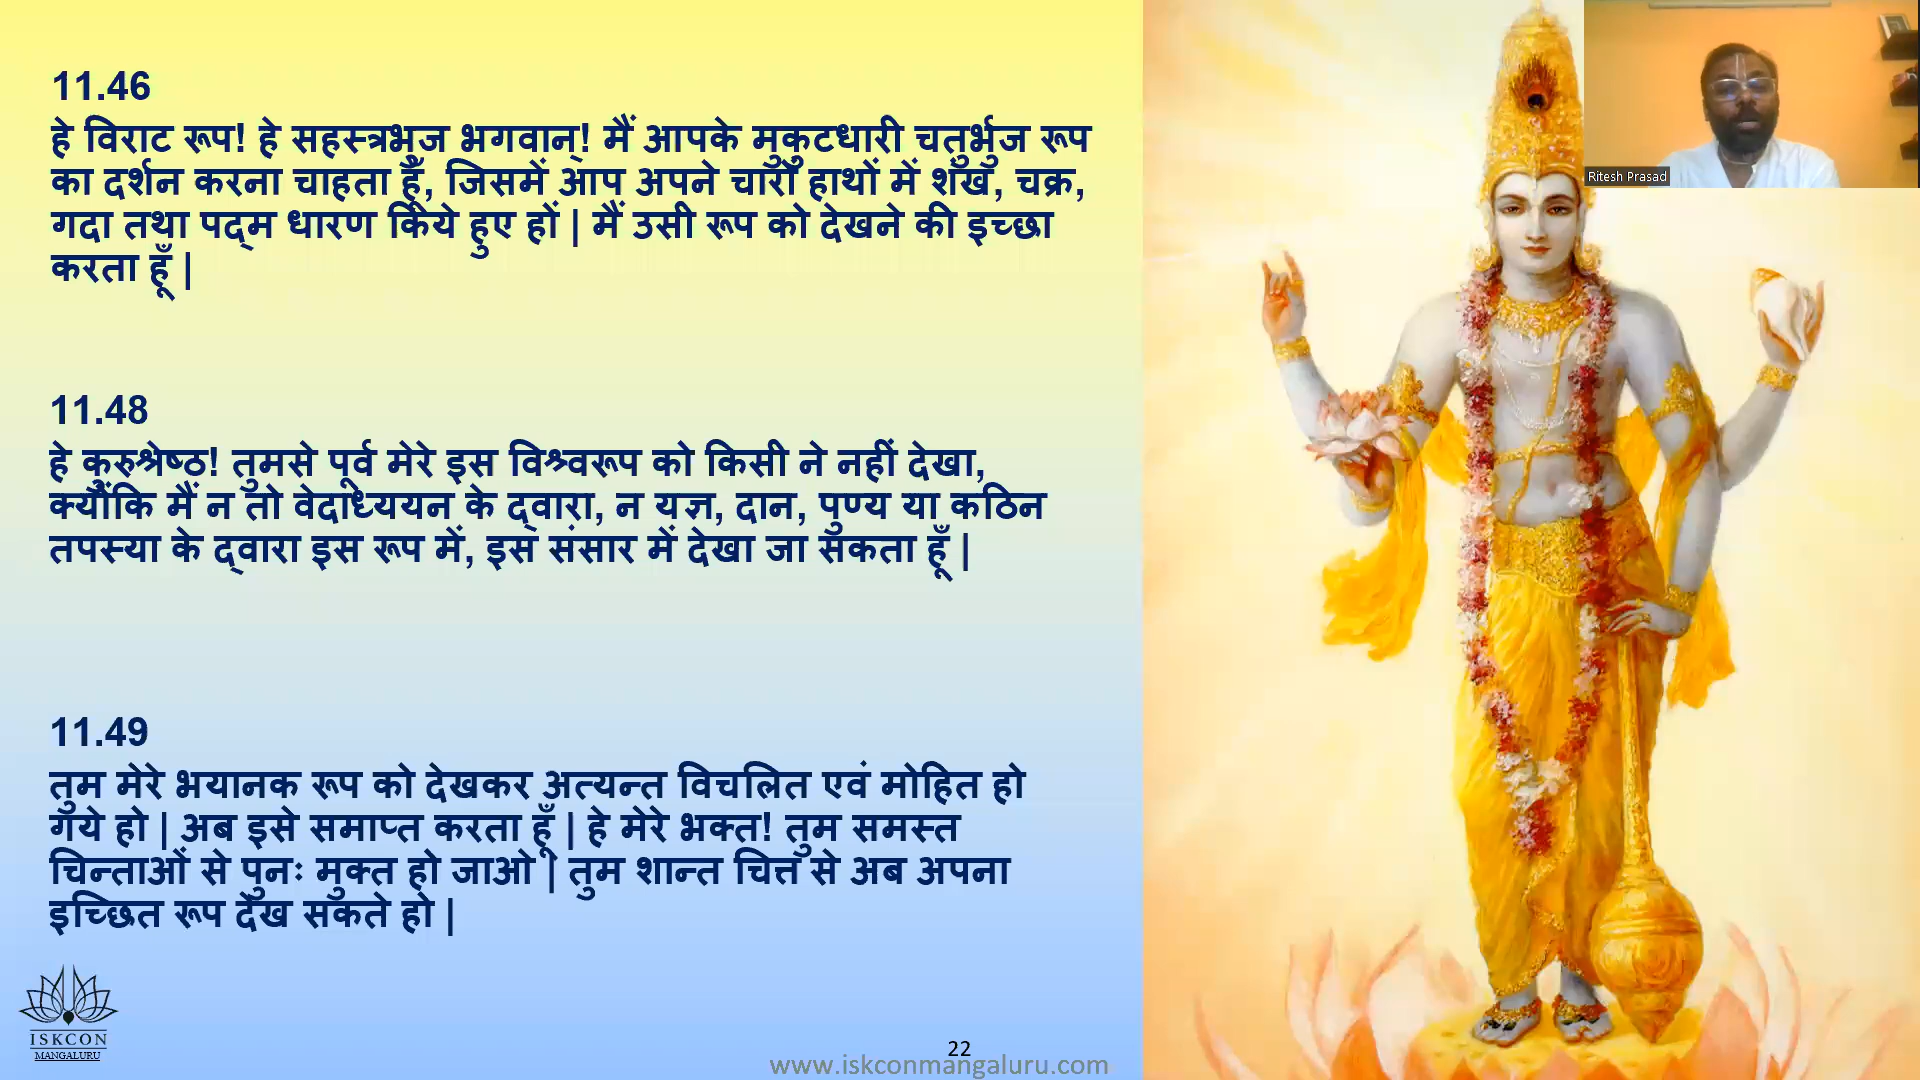 11.46
हे विराट रूप! हे सहस्त्रभुज भगवान्! मैं आपके मुकुटधारी चतुर्भुज रूप
का दर्शन करना चाहता हूँ, जिसमें आप अपने चारों हाथों में शंख, चक्र,
गदा तथा पद्म धारण किये हुए हों | मैं उसी रूप को देखने की इच्छा
करता हूँ |
11.48
हे कुरुश्रेष्ठ! तुमसे पूर्व मेरे इस विश्र्वरूप को किसी ने नहीं देखा,
क्योंकि मैं न तो वेदाध्ययन के द्वारा, न यज्ञ, दान, पुण्य या कठिन
तपस्या के द्वारा इस रूप में, इस संसार में देखा जा सकता हूँ |
11.49
तुम मेरे भयानक रूप को देखकर अत्यन्त विचलित एवं मोहित हो
गये हो | अब इसे समाप्त करता हूँ | हे मेरे भक्त! तुम समस्त
चिन्ताओं से पुनः मुक्त हो जाओ | तुम शान्त चित्त से अब अपना
इच्छित रूप देख सकते हो |
ISKCON
MANGALURU
22
www.iskconmangaluru.com
Ritesh Prasad